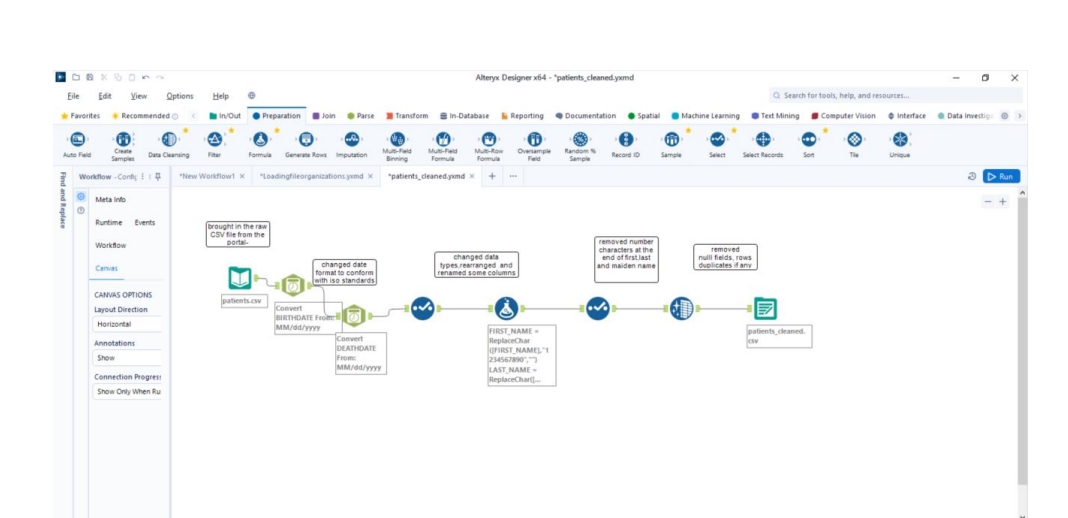 Alteryx Designer x64 - *patients_cleaned.yxmd
File Edit View Options Help
Search for tools, help, and resources...
Favorites Recommended In/Out Preparation Join Parse Transform In-Database Reporting Documentation Spatial Machine Learning Text Mining Computer Vision Interface Data Investig
Auto Field
Create Samples
Data Cleansing
Filter
Formula
Generate Rows
Imputation
Multi-Field Binning
Multi-Field Formula
Multi-Row Formula
Oversample Field
Random % Sample
Record ID
Sample
Select
Select Records
Sort
Tile
Unique
Find and Replace
Workflow - Config
*New Workflow1
*Loadingfileorganizations.yxmd
*patients_cleaned.yxmd
Run
Meta Info
Runtime Events
Workflow
Canvas
CANVAS OPTIONS
Layout Direction
Horizontal
Annotations
Show
Connection Progress
Show Only When Ru
brought in the raw
CSV file from the
portal-
patients.csv
changed date
format to conform
with iso standards
Convert
BIRTHDATE From:
MM/dd/yyyy
Convert
DEATHDATE
From:
MM/dd/yyyy
changed data
types,rearranged and
renamed some columns
FIRST_NAME =
ReplaceChar
([FIRST_NAME],"1
234567890","")
LAST_NAME =
ReplaceChar([...
removed number
characters at the
end of first,last
and maiden name
removed
nulll fields, rows
duplicates if any
patients_cleaned.
csv